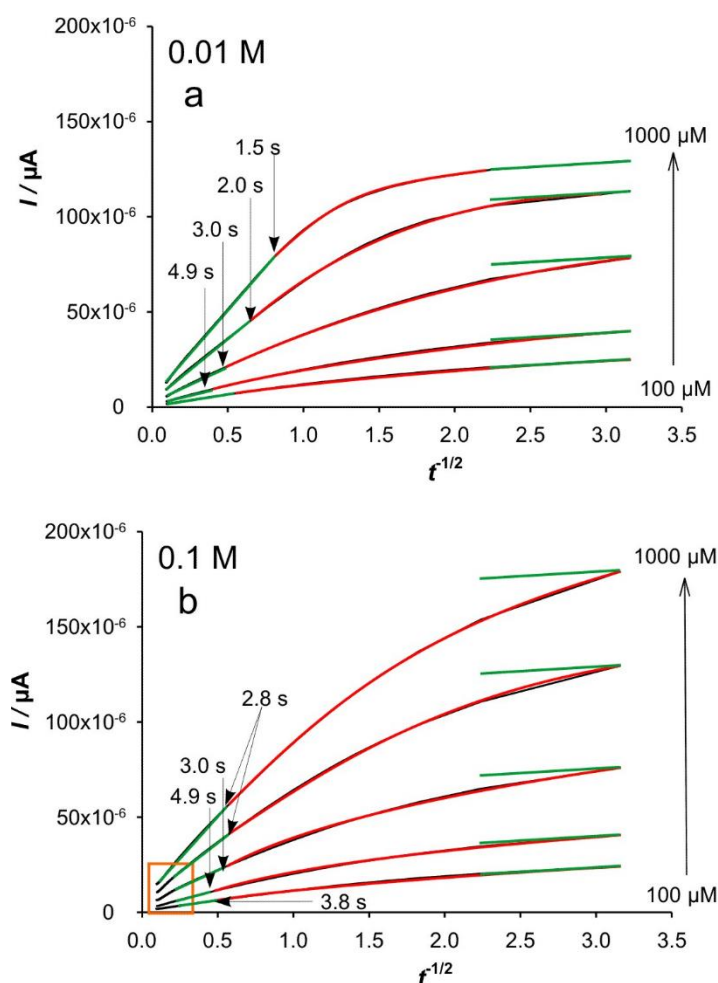 200x10⁻⁶
0.01 M
a
150x10⁻⁶
1000 µM
1.5 s
I / µA
2.0 s
100x10⁻⁶
3.0 s
4.9 s
50x10⁻⁶
100 µM
0
0.0 0.5 1.0 1.5 2.0 2.5 3.0 3.5
t⁻¹/²
200x10⁻⁶
0.1 M
1000 µM
b
150x10⁻⁶
I / µA
2.8 s
100x10⁻⁶
3.0 s
4.9 s
50x10⁻⁶
100 µM
3.8 s
0
0.0 0.5 1.0 1.5 2.0 2.5 3.0 3.5
t⁻¹/²